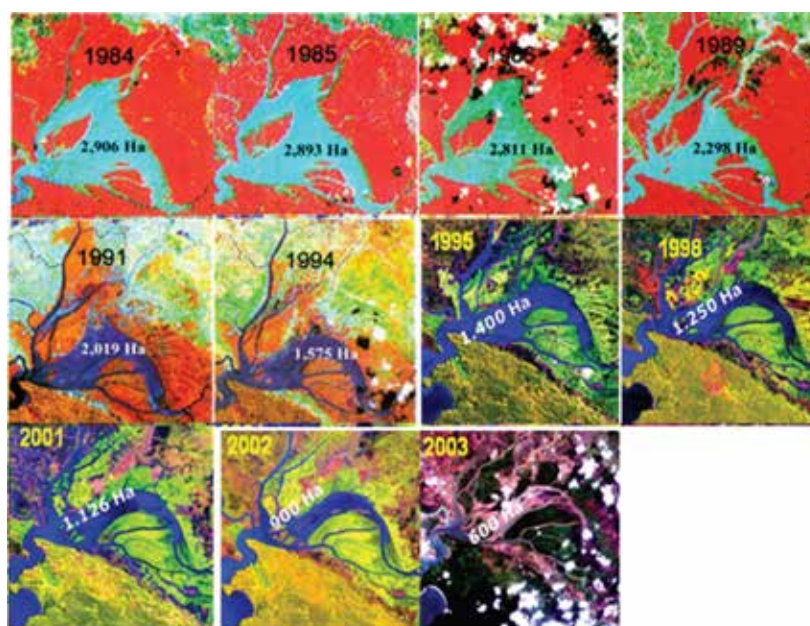 1984
2,906 Ha
1985
2,893 Ha
1986
2,811 Ha
1989
2,298 Ha
1991
2,019 Ha
1994
1.575 Ha
1995
1.400 Ha
1998
1.250 Ha
2001
1.126 Ha
2002
900 Ha
2003
600 Ha